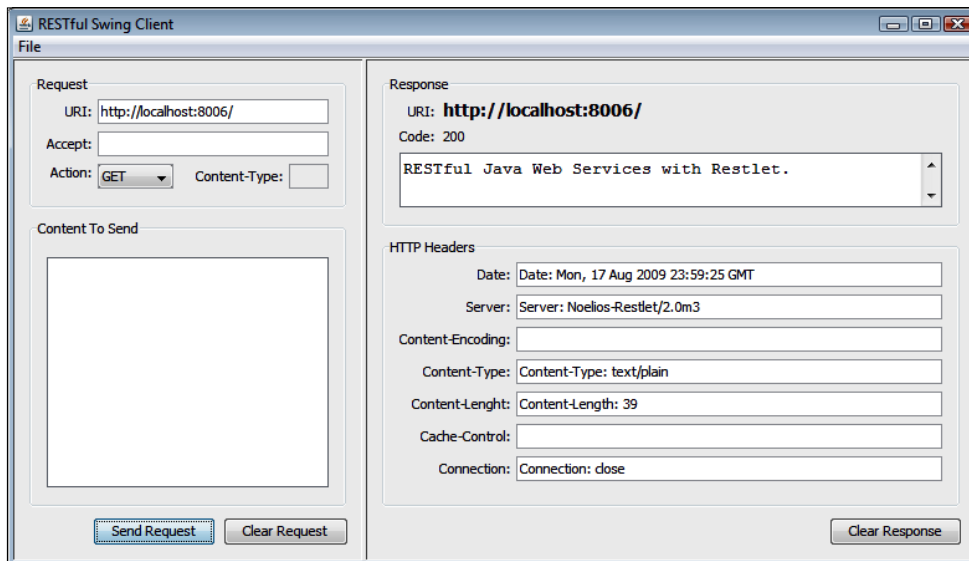 RESTful Swing Client
File
Request
URI: http://localhost:8006/
Accept:
Action: GET Content-Type:
Content To Send
Send Request Clear Request
Response
URI: http://localhost:8006/
Code: 200
RESTful Java Web Services with Restlet.
HTTP Headers
Date: Date: Mon, 17 Aug 2009 23:59:25 GMT
Server: Server: Noelios-Restlet/2.0m3
Content-Encoding:
Content-Type: Content-Type: text/plain
Content-Lenght: Content-Length: 39
Cache-Control:
Connection: Connection: close
Clear Response